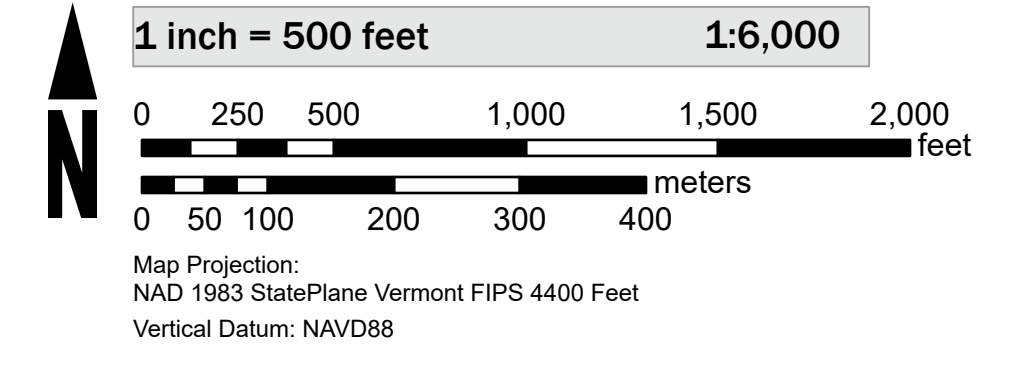 1 inch = 500 feet 1:6,000
0 250 500 1,000 1,500 2,000
feet
meters
0 50 100 200 300 400
N
Map Projection:
NAD 1983 StatePlane Vermont FIPS 4400 Feet
Vertical Datum: NAVD88